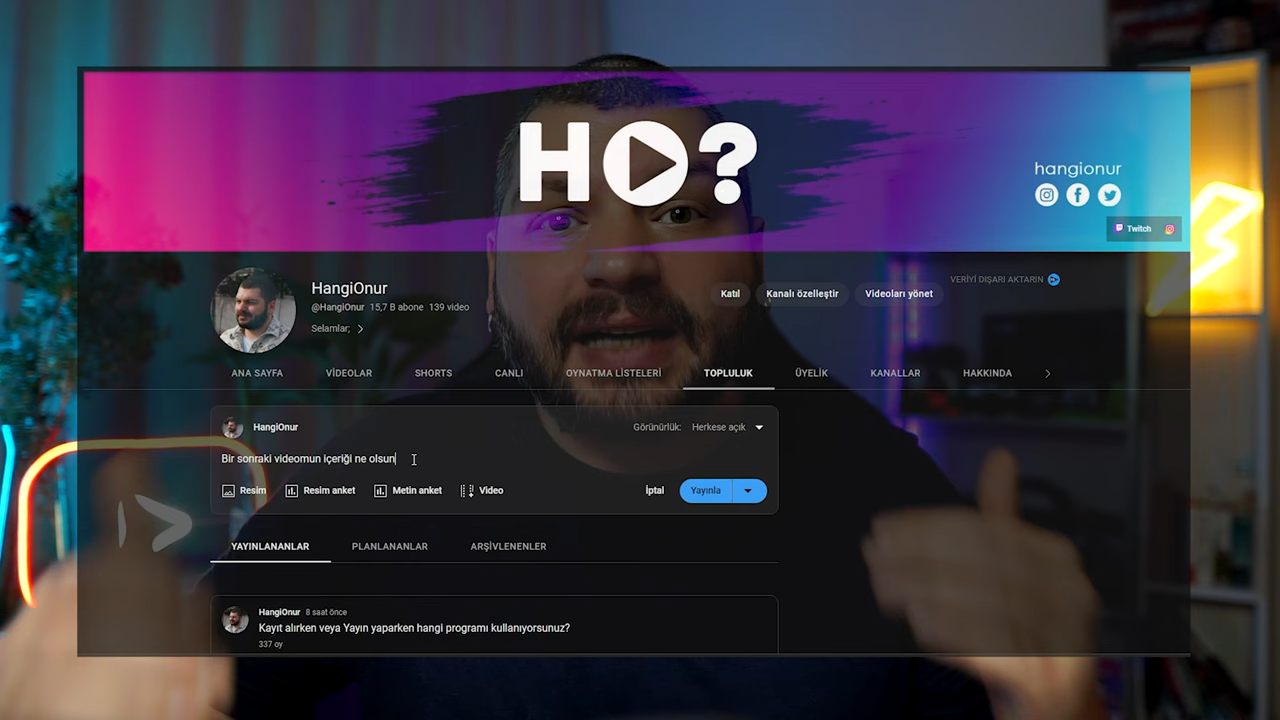 HO?
hangionur
Twitch
HangiOnur
@HangiOnur 15,7 B abone 139 video
Selamlar;
Katıl
Kanalı özelleştir
Videoları yönet
VERİYİ DIŞARI AKTARIN
ANA SAYFA
VİDEOLAR
SHORTS
CANLI
OYNATMA LİSTELERİ
TOPLULUK
ÜYELİK
KANALLAR
HAKKINDA
HangiOnur
Görünürlük: Herkese açık
Bir sonraki videomun içeriği ne olsun
Resim
Resim anket
Metin anket
Video
İptal
Yayınla
YAYINLANANLAR
PLANLANANLAR
ARŞİVLENENLER
HangiOnur 8 saat önce
Kayıt alırken veya Yayın yaparken hangi programı kullanıyorsunuz?
337 oy